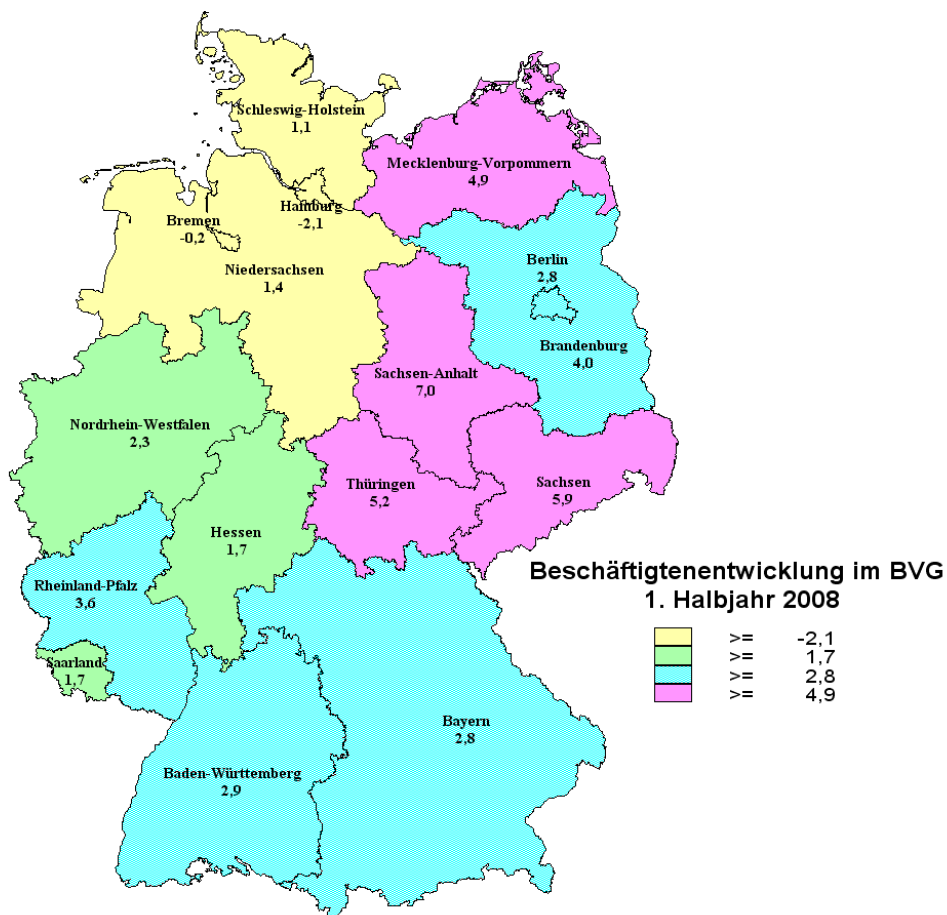 Schleswig-Holstein
1,1
Mecklenburg-Vorpommern
4,9
Hamburg
-2,1
Bremen
-0,2
Niedersachsen
1,4
Berlin
2,8
Brandenburg
4,0
Sachsen-Anhalt
7,0
Nordrhein-Westfalen
2,3
Thüringen
5,2
Sachsen
5,9
Hessen
1,7
Rheinland-Pfalz
3,6
Saarland
1,7
Bayern
2,8
Baden-Württemberg
2,9
Beschäftigtenentwicklung im BVG
1. Halbjahr 2008
>= -2,1
>= 1,7
>= 2,8
>= 4,9